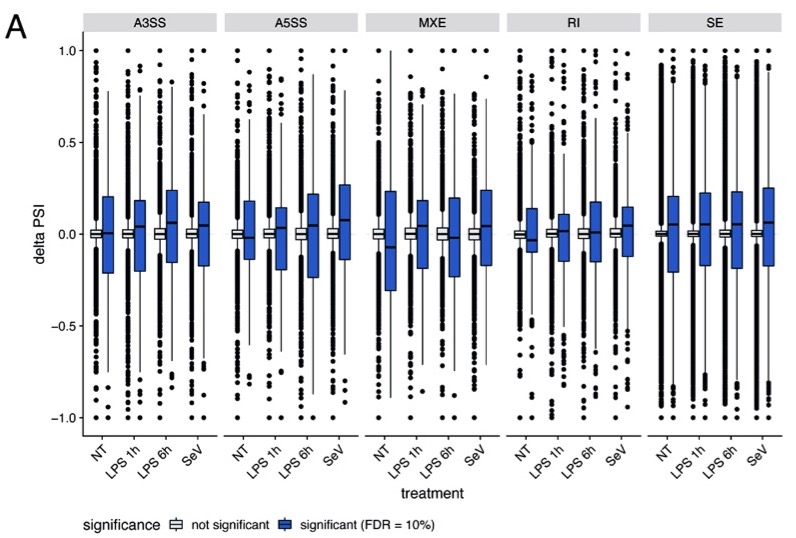 A
A3SS A5SS MXE RI SE
1.0
0.5
0.0
−0.5
−1.0
delta PSI
NT LPS 1h LPS 6h SeV NT LPS 1h LPS 6h SeV NT LPS 1h LPS 6h SeV NT LPS 1h LPS 6h SeV NT LPS 1h LPS 6h SeV
treatment
significance not significant significant (FDR = 10%)